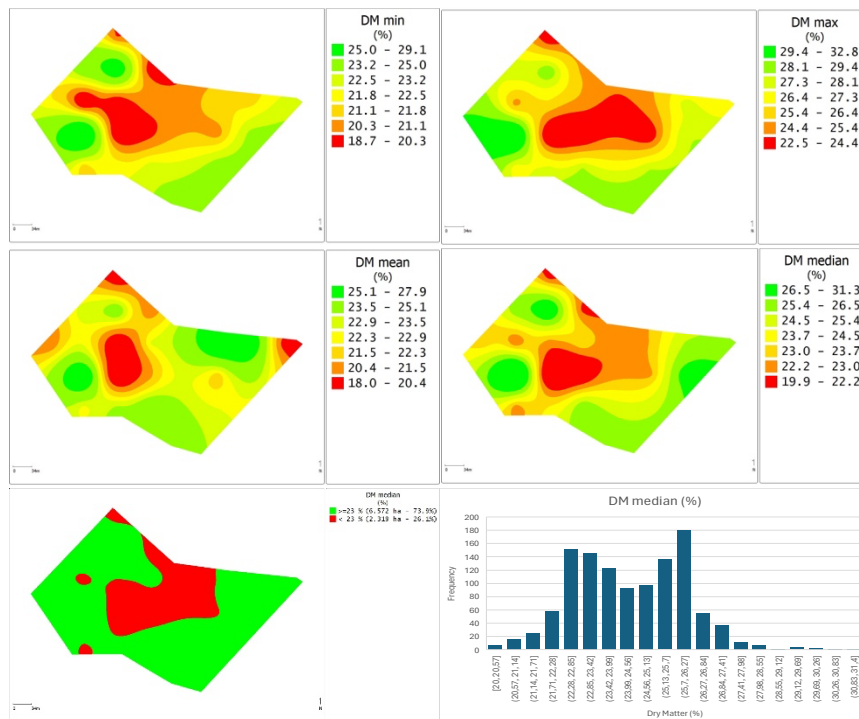 DM min
(%)
25.0 - 29.1
23.2 - 25.0
22.5 - 23.2
21.8 - 22.5
21.1 - 21.8
20.3 - 21.1
18.7 - 20.3
DM max
(%)
29.4 - 32.8
28.1 - 29.4
27.3 - 28.1
26.4 - 27.3
25.4 - 26.4
24.4 - 25.4
22.5 - 24.4
DM mean
(%)
25.1 - 27.9
23.5 - 25.1
22.9 - 23.5
22.3 - 22.9
21.5 - 22.3
20.4 - 21.5
18.0 - 20.4
DM median
(%)
26.5 - 31.3
25.4 - 26.5
24.5 - 25.4
23.7 - 24.5
23.0 - 23.7
22.2 - 23.0
19.9 - 22.2
DM median
(%)
>=23 % (6.572 ha - 73.9%)
< 23 % (2.319 ha - 26.1%)
DM median (%)
Frequency
200
180
160
140
120
100
80
60
40
20
0
[20, 20,57]
(20,57, 21,14]
(21,14, 21,71]
(21,71, 22,28]
(22,28, 22,85]
(22,85, 23,42]
(23,42, 23,99]
(23,99, 24,56]
(24,56, 25,13]
(25,13, 25,7]
(25,7, 26,27]
(26,27, 26,84]
(26,84, 27,41]
(27,41, 27,98]
(27,98, 28,55]
(28,55, 29,12]
(29,12, 29,69]
(29,69, 30,26]
(30,26, 30,83]
(30,83, 31,4]
Dry Matter (%)